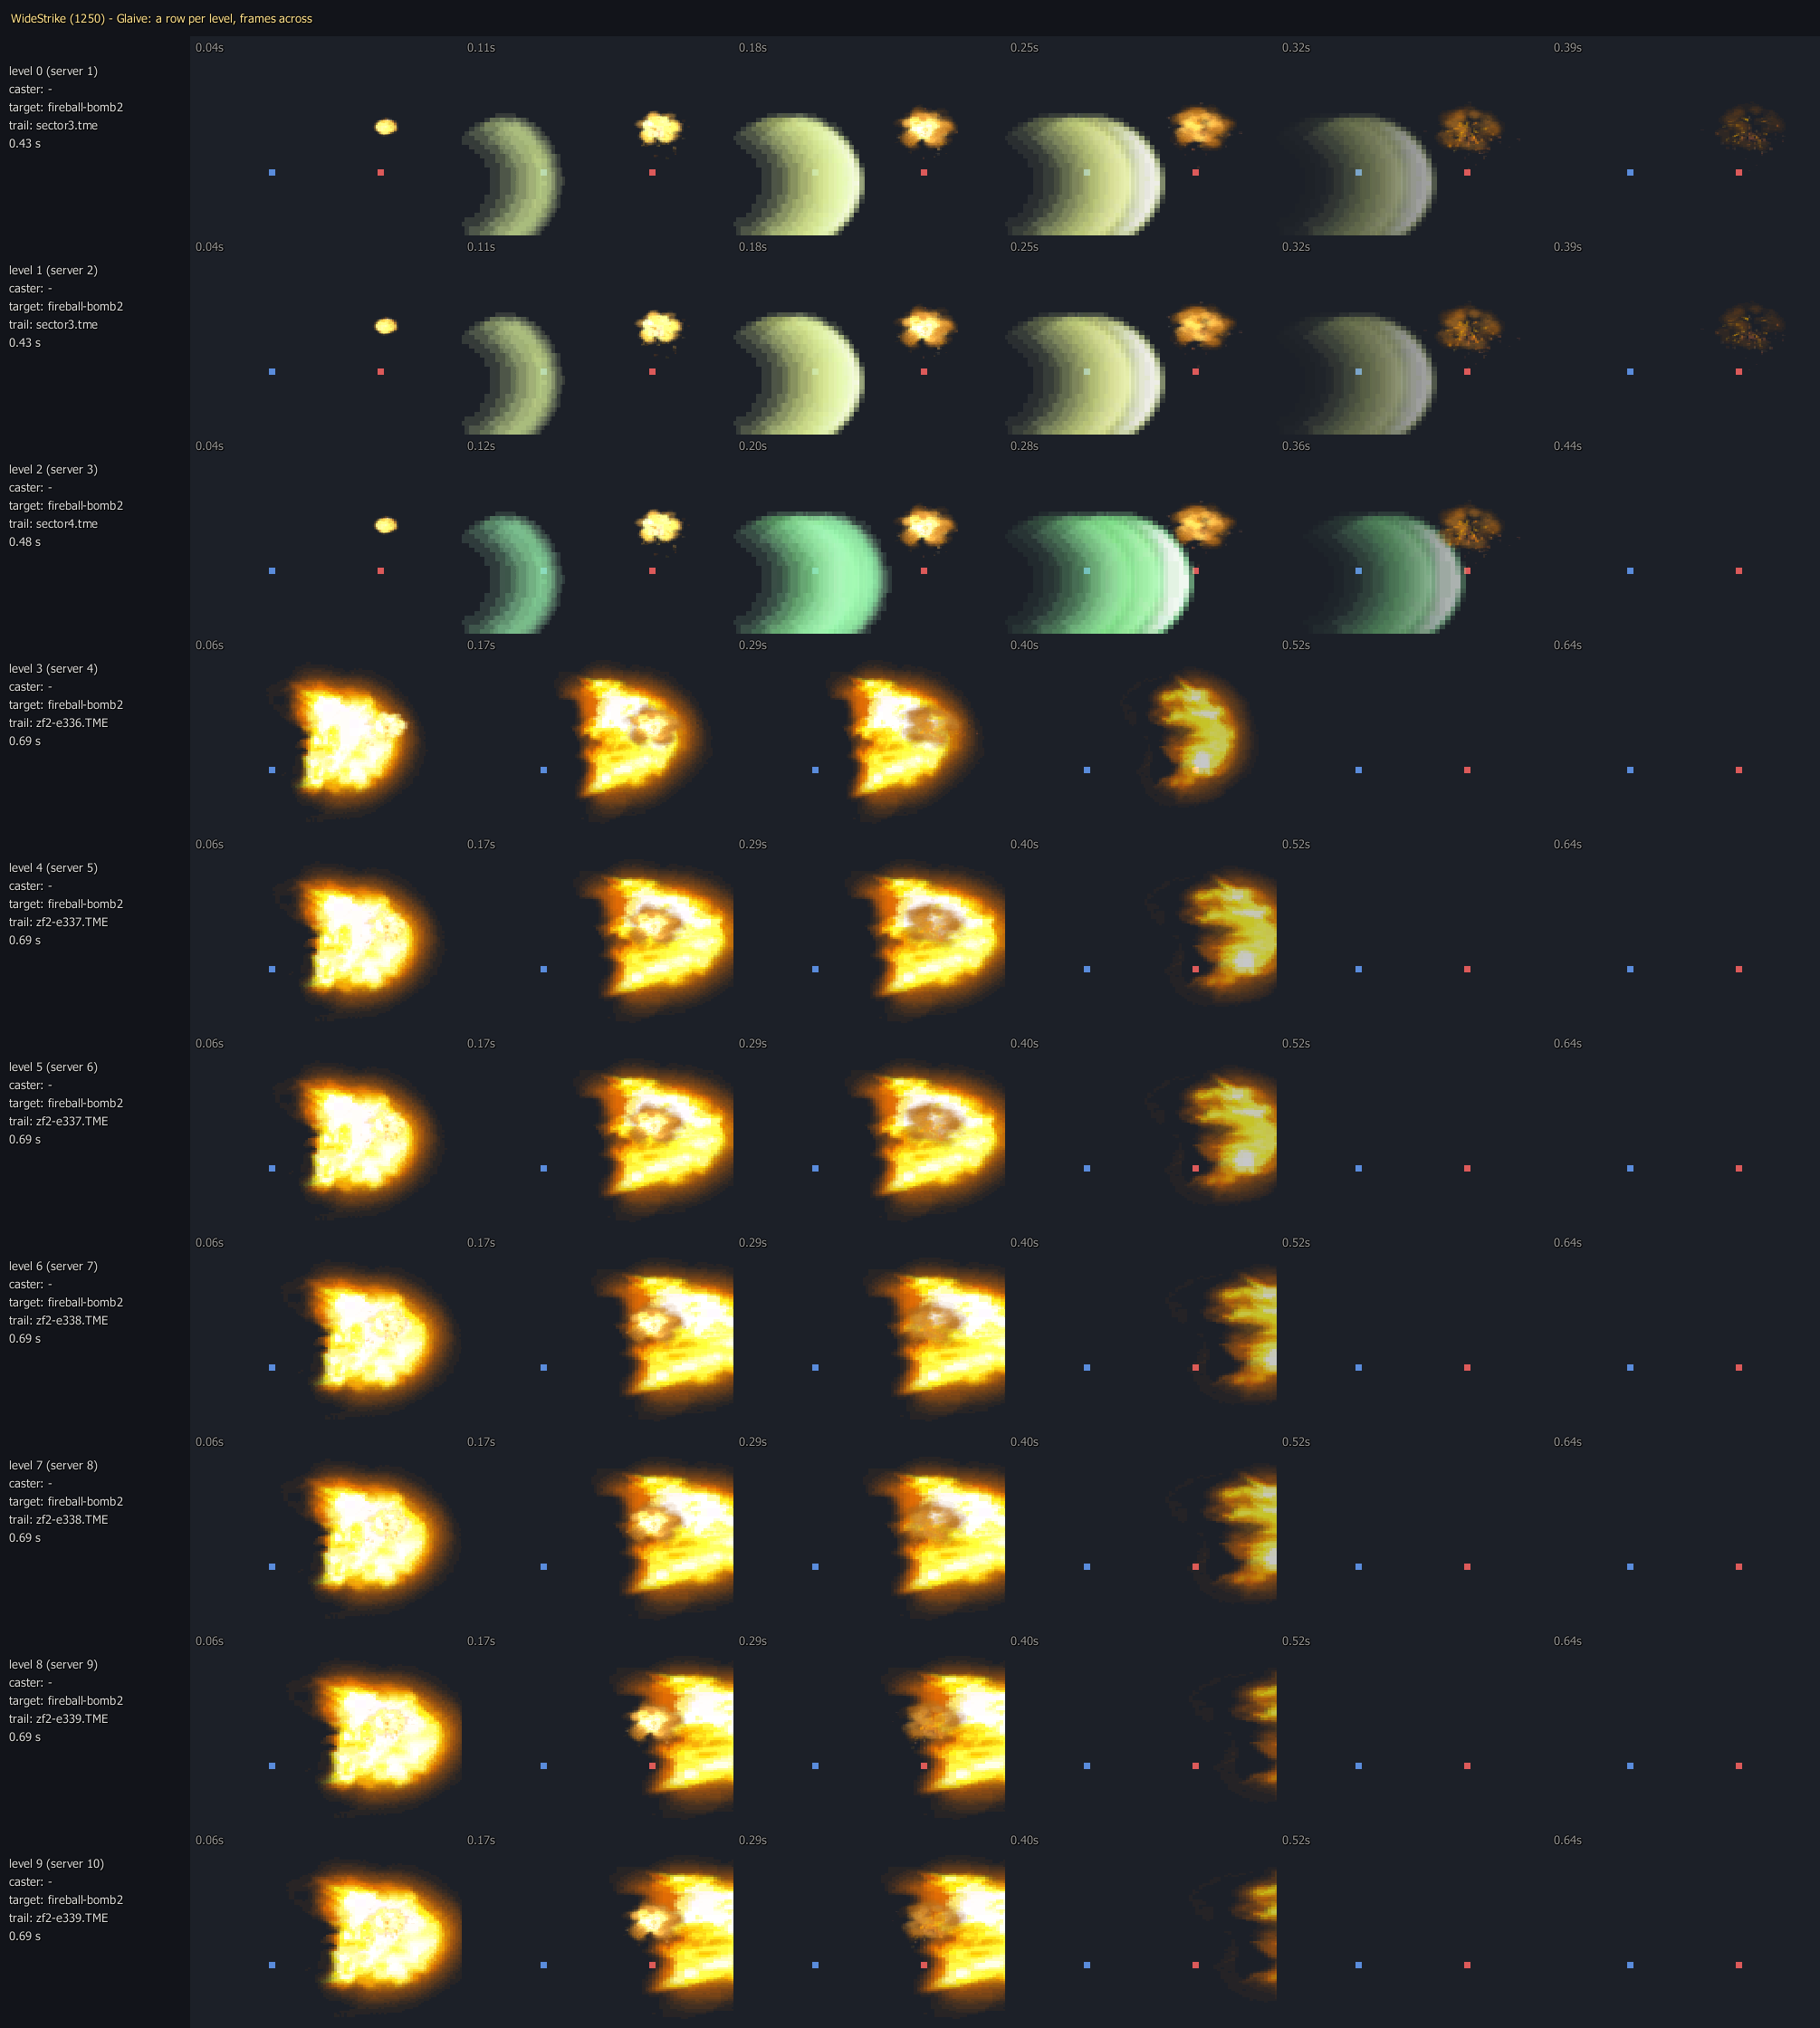 WideStrike (1250) - Glaive: a row per level, frames across
0.04s 0.11s 0.18s 0.25s 0.32s 0.39s
level 0 (server 1)
caster: -
target: fireball-bomb2
trail: sector3.tme
0.43 s
0.04s 0.11s 0.18s 0.25s 0.32s 0.39s
level 1 (server 2)
caster: -
target: fireball-bomb2
trail: sector3.tme
0.43 s
0.04s 0.12s 0.20s 0.28s 0.36s 0.44s
level 2 (server 3)
caster: -
target: fireball-bomb2
trail: sector4.tme
0.48 s
0.06s 0.17s 0.29s 0.40s 0.52s 0.64s
level 3 (server 4)
caster: -
target: fireball-bomb2
trail: zf2-e336.TME
0.69 s
0.06s 0.17s 0.29s 0.40s 0.52s 0.64s
level 4 (server 5)
caster: -
target: fireball-bomb2
trail: zf2-e337.TME
0.69 s
0.06s 0.17s 0.29s 0.40s 0.52s 0.64s
level 5 (server 6)
caster: -
target: fireball-bomb2
trail: zf2-e337.TME
0.69 s
0.06s 0.17s 0.29s 0.40s 0.52s 0.64s
level 6 (server 7)
caster: -
target: fireball-bomb2
trail: zf2-e338.TME
0.69 s
0.06s 0.17s 0.29s 0.40s 0.52s 0.64s
level 7 (server 8)
caster: -
target: fireball-bomb2
trail: zf2-e338.TME
0.69 s
0.06s 0.17s 0.29s 0.40s 0.52s 0.64s
level 8 (server 9)
caster: -
target: fireball-bomb2
trail: zf2-e339.TME
0.69 s
0.06s 0.17s 0.29s 0.40s 0.52s 0.64s
level 9 (server 10)
caster: -
target: fireball-bomb2
trail: zf2-e339.TME
0.69 s